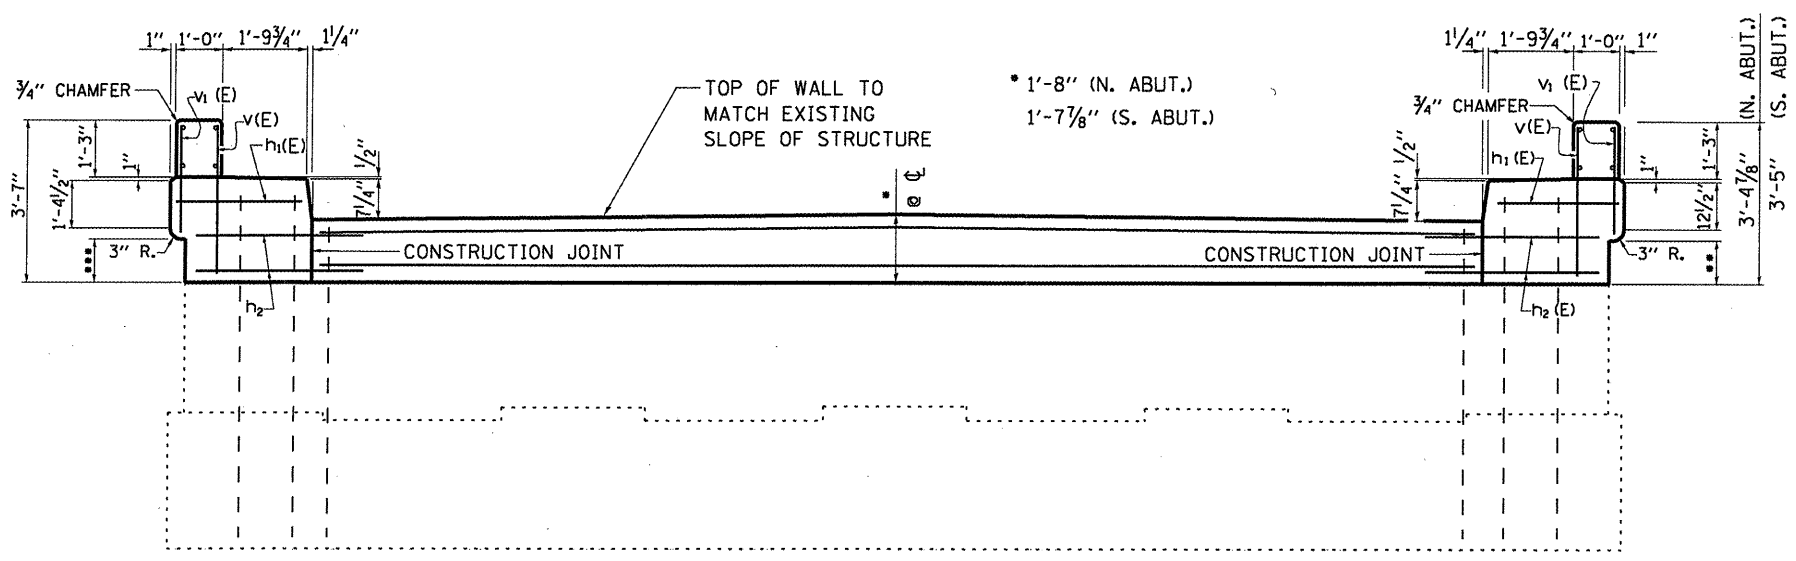 1" 1'-0" 1'-9¾" 1¼"
¾" CHAMFER
v₁ (E)
v(E)
h₁(E)
1'-3"
1"
1'-4½"
3'-7"
***
3" R.
h₂
½"
7¼"
TOP OF WALL TO
MATCH EXISTING
SLOPE OF STRUCTURE
* 1'-8" (N. ABUT.)
1'-7⅞" (S. ABUT.)
*
@ ℄
CONSTRUCTION JOINT
CONSTRUCTION JOINT
1¼" 1'-9¾" 1'-0" 1"
v₁ (E)
¾" CHAMFER
v(E)
h₁ (E)
½"
7¼"
1'-3"
1"
12½"
3" R.
**
h₂ (E)
3'-4⅞" (N. ABUT.)
3'-5" (S. ABUT.)